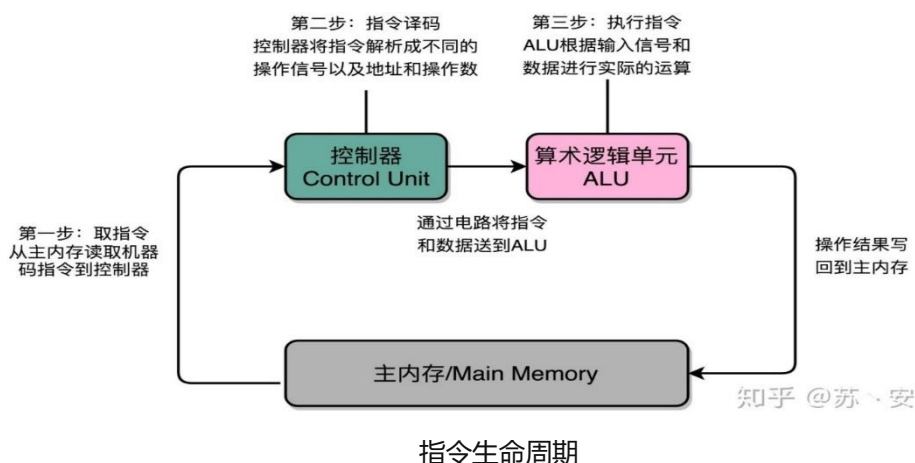 第二步：指令译码
控制器将指令解析成不同的
操作信号以及地址和操作数
第三步：执行指令
ALU根据输入信号和
数据进行实际的运算
控制器
Control Unit
算术逻辑单元
ALU
第一步：取指令
从主内存读取机器
码指令到控制器
通过电路将指令
和数据送到ALU
操作结果写
回到主内存
主内存/Main Memory
知乎 @苏丶安
指令生命周期